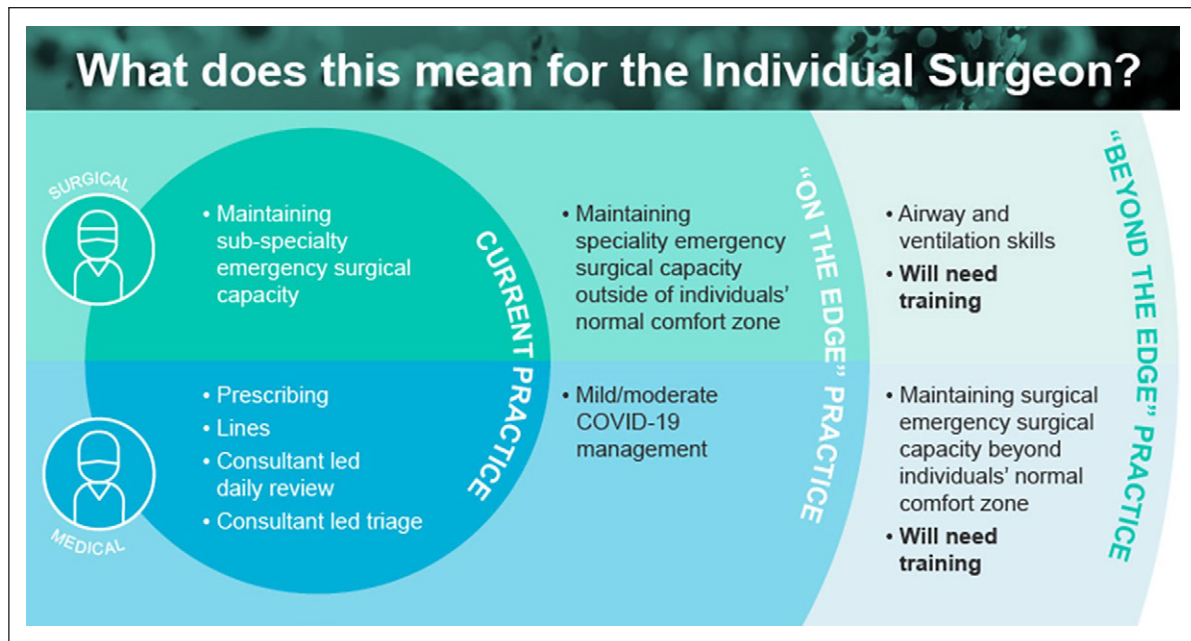 What does this mean for the Individual Surgeon?
SURGICAL
• Maintaining
sub-specialty
emergency surgical
capacity
CURRENT PRACTICE
• Maintaining
speciality emergency
surgical capacity
outside of individuals’
normal comfort zone
“ON THE EDGE” PRACTICE
• Airway and
ventilation skills
• Will need
training
“BEYOND THE EDGE” PRACTICE
MEDICAL
• Prescribing
• Lines
• Consultant led
daily review
• Consultant led triage
• Mild/moderate
COVID-19
management
• Maintaining surgical
emergency surgical
capacity beyond
individuals’ normal
comfort zone
• Will need
training